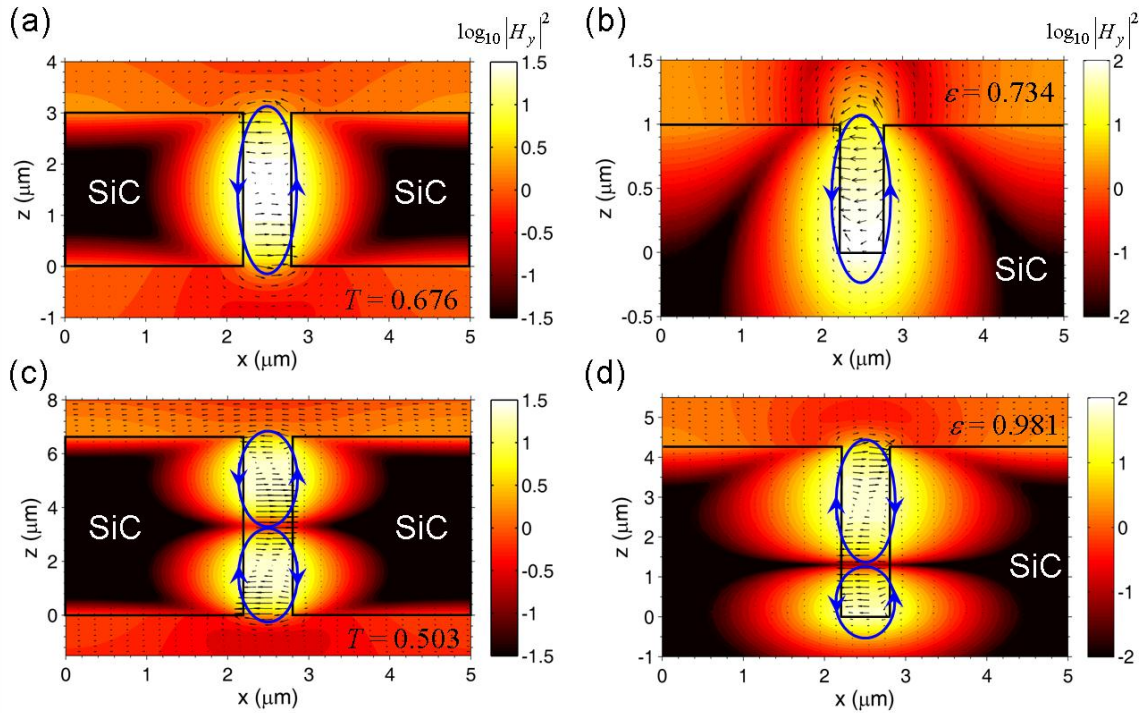 (a)
log₁₀|H_y|²
4
3
2
1
0
-1
z (μm)
0 1 2 3 4 5
x (μm)
SiC
SiC
T = 0.676
1.5
1
0.5
0
-0.5
-1
-1.5
(b)
log₁₀|H_y|²
1.5
1
0.5
0
-0.5
z (μm)
0 1 2 3 4 5
x (μm)
ε = 0.734
SiC
2
1
0
-1
-2
(c)
8
6
4
2
0
z (μm)
0 1 2 3 4 5
x (μm)
SiC
SiC
T = 0.503
1.5
1
0.5
0
-0.5
-1
-1.5
(d)
5
4
3
2
1
0
-1
z (μm)
0 1 2 3 4 5
x (μm)
ε = 0.981
SiC
2
1
0
-1
-2